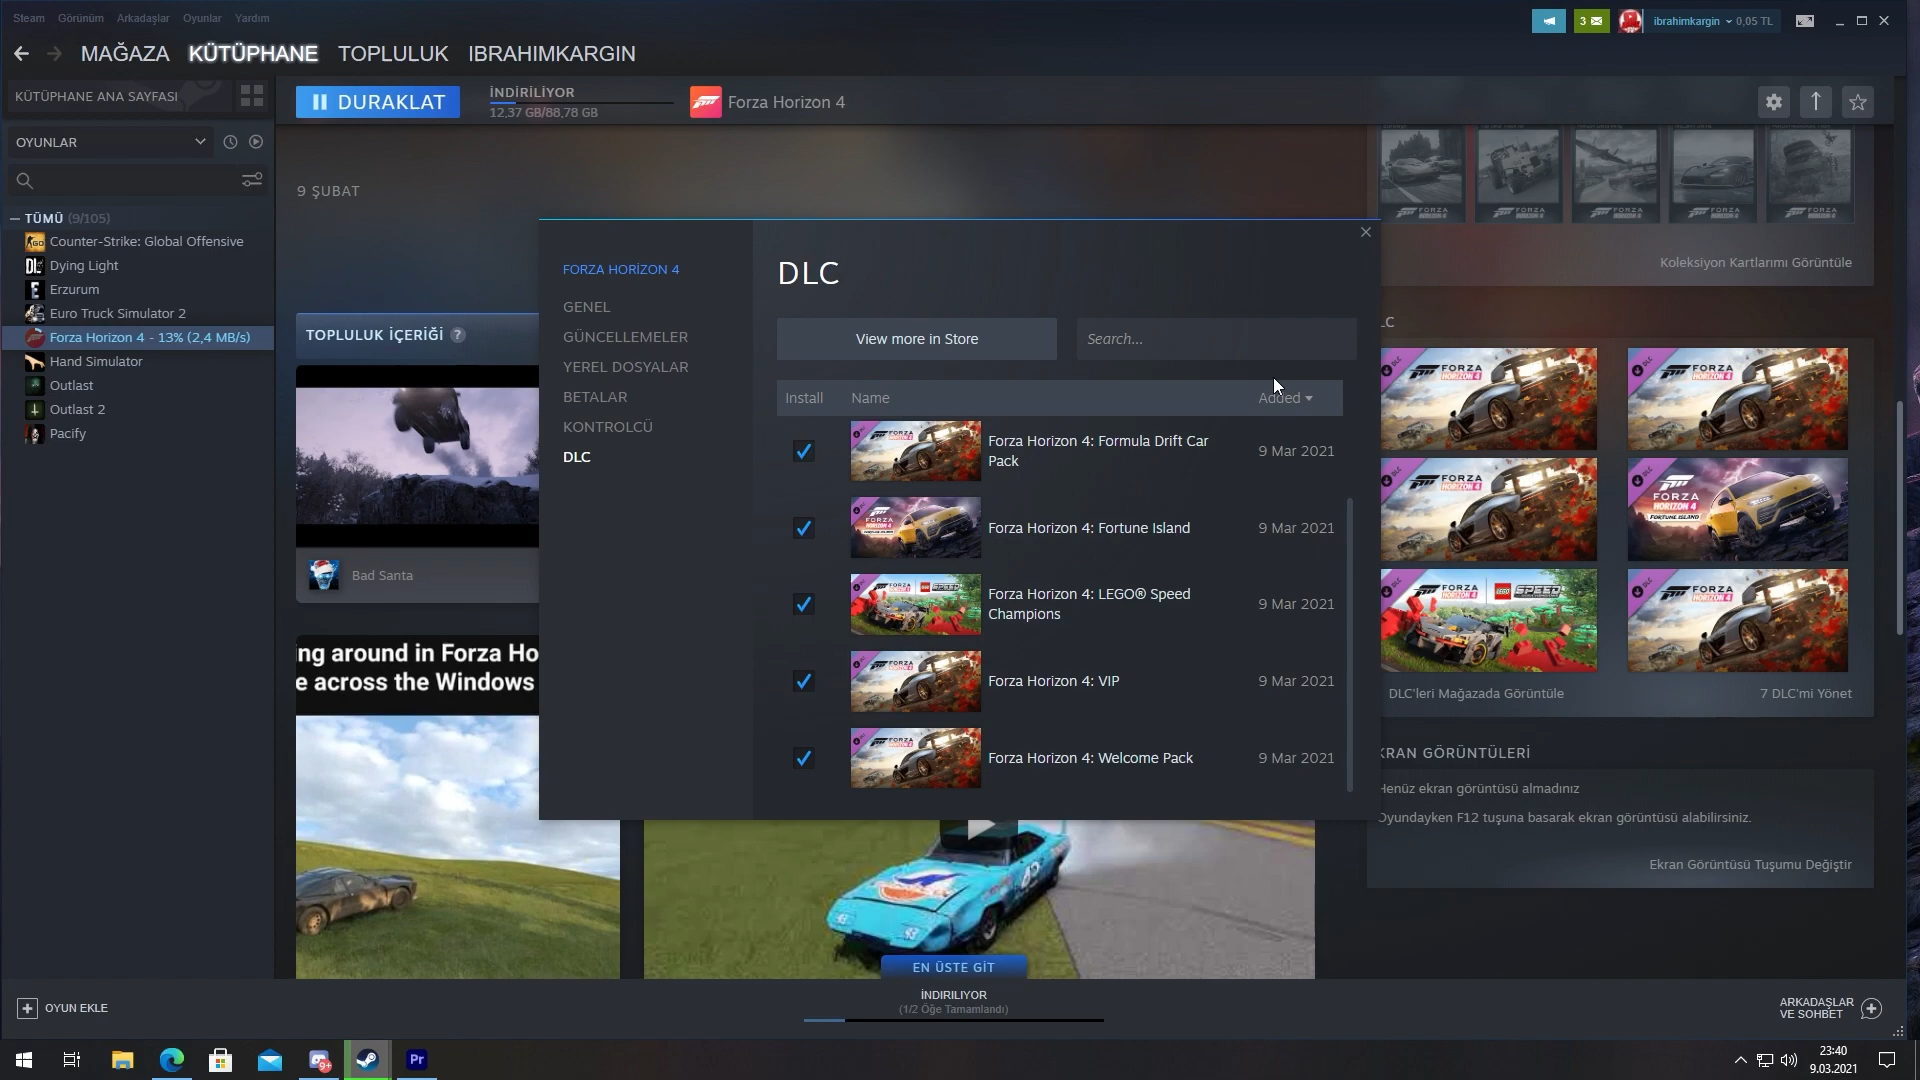 Steam Görünüm Arkadaşlar Oyunlar Yardım
3
ibrahimkargin 0,05 TL
MAĞAZA KÜTÜPHANE TOPLULUK IBRAHIMKARGIN
KÜTÜPHANE ANA SAYFASI
DURAKLAT
İNDİRİLİYOR
12,37 GB/88,78 GB
Forza Horizon 4
OYUNLAR
TÜMÜ (9/105)
Counter-Strike: Global Offensive
Dying Light
Erzurum
Euro Truck Simulator 2
Forza Horizon 4 - 13% (2,4 MB/s)
Hand Simulator
Outlast
Outlast 2
Pacify
9 ŞUBAT
TOPLULUK İÇERİĞİ ?
Bad Santa
ng around in Forza Ho
e across the Windows
FORZA HORİZON 4
GENEL
GÜNCELLEMELER
YEREL DOSYALAR
BETALAR
KONTROLCÜ
DLC
DLC
View more in Store
Search...
Install Name Added
Forza Horizon 4: Formula Drift Car
Pack
9 Mar 2021
Forza Horizon 4: Fortune Island
9 Mar 2021
Forza Horizon 4: LEGO® Speed
Champions
9 Mar 2021
Forza Horizon 4: VIP
9 Mar 2021
Forza Horizon 4: Welcome Pack
9 Mar 2021
Koleksiyon Kartlarımı Görüntüle
LC
FORZA
HORIZON 4
FORTUNE ISLAND
DLC'leri Mağazada Görüntüle
7 DLC'mi Yönet
KRAN GÖRÜNTÜLERİ
Henüz ekran görüntüsü almadınız
Oyundayken F12 tuşuna basarak ekran görüntüsü alabilirsiniz.
Ekran Görüntüsü Tuşumu Değiştir
EN ÜSTE GİT
OYUN EKLE
İNDİRİLİYOR
(1/2 Öğe Tamamlandı)
ARKADAŞLAR
VE SOHBET
9+
Pr
23:40
9.03.2021